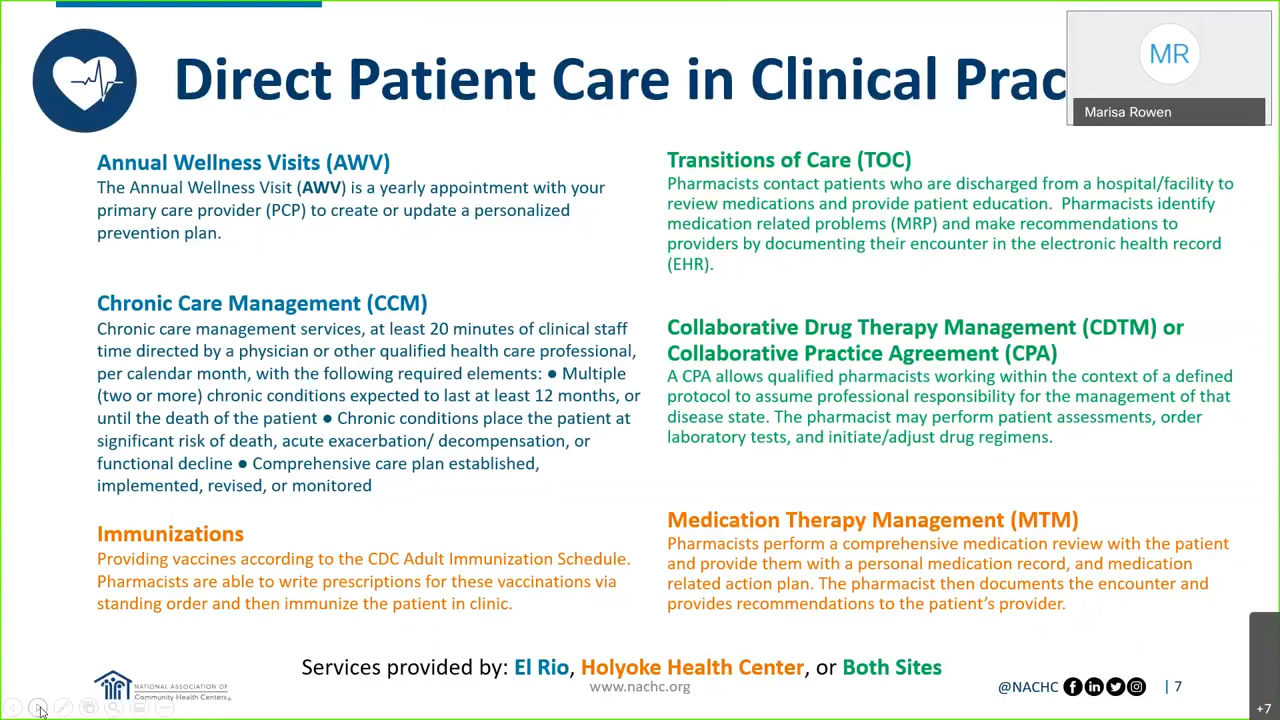 Direct Patient Care in Clinical Prac
MR
Marisa Rowen
Annual Wellness Visits (AWV)
The Annual Wellness Visit (AWV) is a yearly appointment with your
primary care provider (PCP) to create or update a personalized
prevention plan.
Chronic Care Management (CCM)
Chronic care management services, at least 20 minutes of clinical staff
time directed by a physician or other qualified health care professional,
per calendar month, with the following required elements: ● Multiple
(two or more) chronic conditions expected to last at least 12 months, or
until the death of the patient ● Chronic conditions place the patient at
significant risk of death, acute exacerbation/ decompensation, or
functional decline ● Comprehensive care plan established,
implemented, revised, or monitored
Immunizations
Providing vaccines according to the CDC Adult Immunization Schedule.
Pharmacists are able to write prescriptions for these vaccinations via
standing order and then immunize the patient in clinic.
Transitions of Care (TOC)
Pharmacists contact patients who are discharged from a hospital/facility to
review medications and provide patient education. Pharmacists identify
medication related problems (MRP) and make recommendations to
providers by documenting their encounter in the electronic health record
(EHR).
Collaborative Drug Therapy Management (CDTM) or
Collaborative Practice Agreement (CPA)
A CPA allows qualified pharmacists working within the context of a defined
protocol to assume professional responsibility for the management of that
disease state. The pharmacist may perform patient assessments, order
laboratory tests, and initiate/adjust drug regimens.
Medication Therapy Management (MTM)
Pharmacists perform a comprehensive medication review with the patient
and provide them with a personal medication record, and medication
related action plan. The pharmacist then documents the encounter and
provides recommendations to the patient's provider.
Services provided by: El Rio, Holyoke Health Center, or Both Sites
NATIONAL ASSOCIATION OF
Community Health Centers®
www.nachc.org
@NACHC
| 7
+7